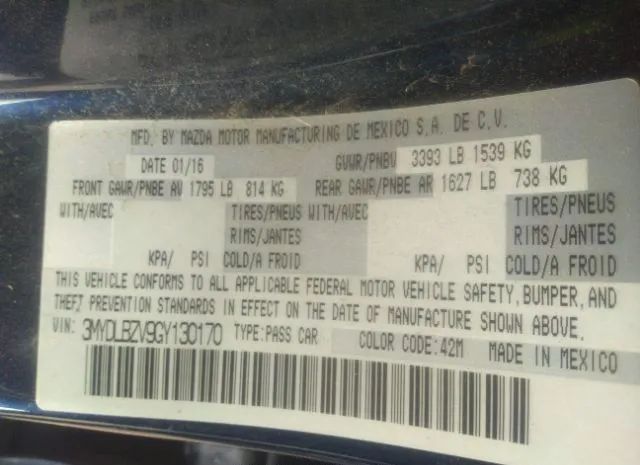 MFD. BY MAZDA MOTOR MANUFACTURING DE MEXICO S.A. DE C.V.
DATE 01/16 GVWR/PNBV 3393 LB 1539 KG
FRONT GAWR/PNBE AV 1795 LB 814 KG REAR GAWR/PNBE AR 1627 LB 738 KG
WITH/AVEC TIRES/PNEUS WITH/AVEC TIRES/PNEUS
RIMS/JANTES RIMS/JANTES
KPA/ PSI COLD/A FROID KPA/ PSI COLD/A FROID
THIS VEHICLE CONFORMS TO ALL APPLICABLE FEDERAL MOTOR VEHICLE SAFETY, BUMPER, AND
THEFT PREVENTION STANDARDS IN EFFECT ON THE DATE OF MANUFACTURE SHOWN ABOVE.
VIN: 3MYDLBZV9GY130170 TYPE:PASS CAR COLOR CODE:42M MADE IN MEXICO